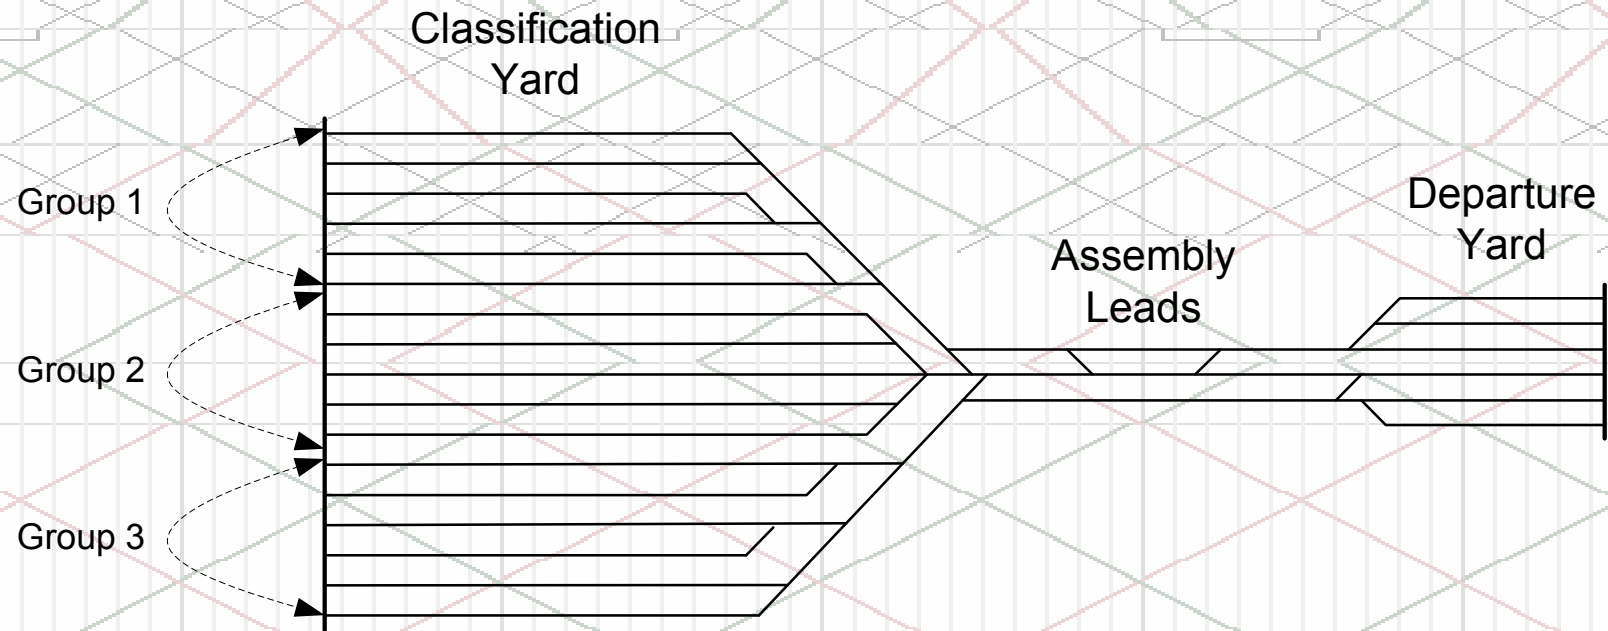 Classification
Yard
Group 1
Departure
Yard
Assembly
Leads
Group 2
Group 3